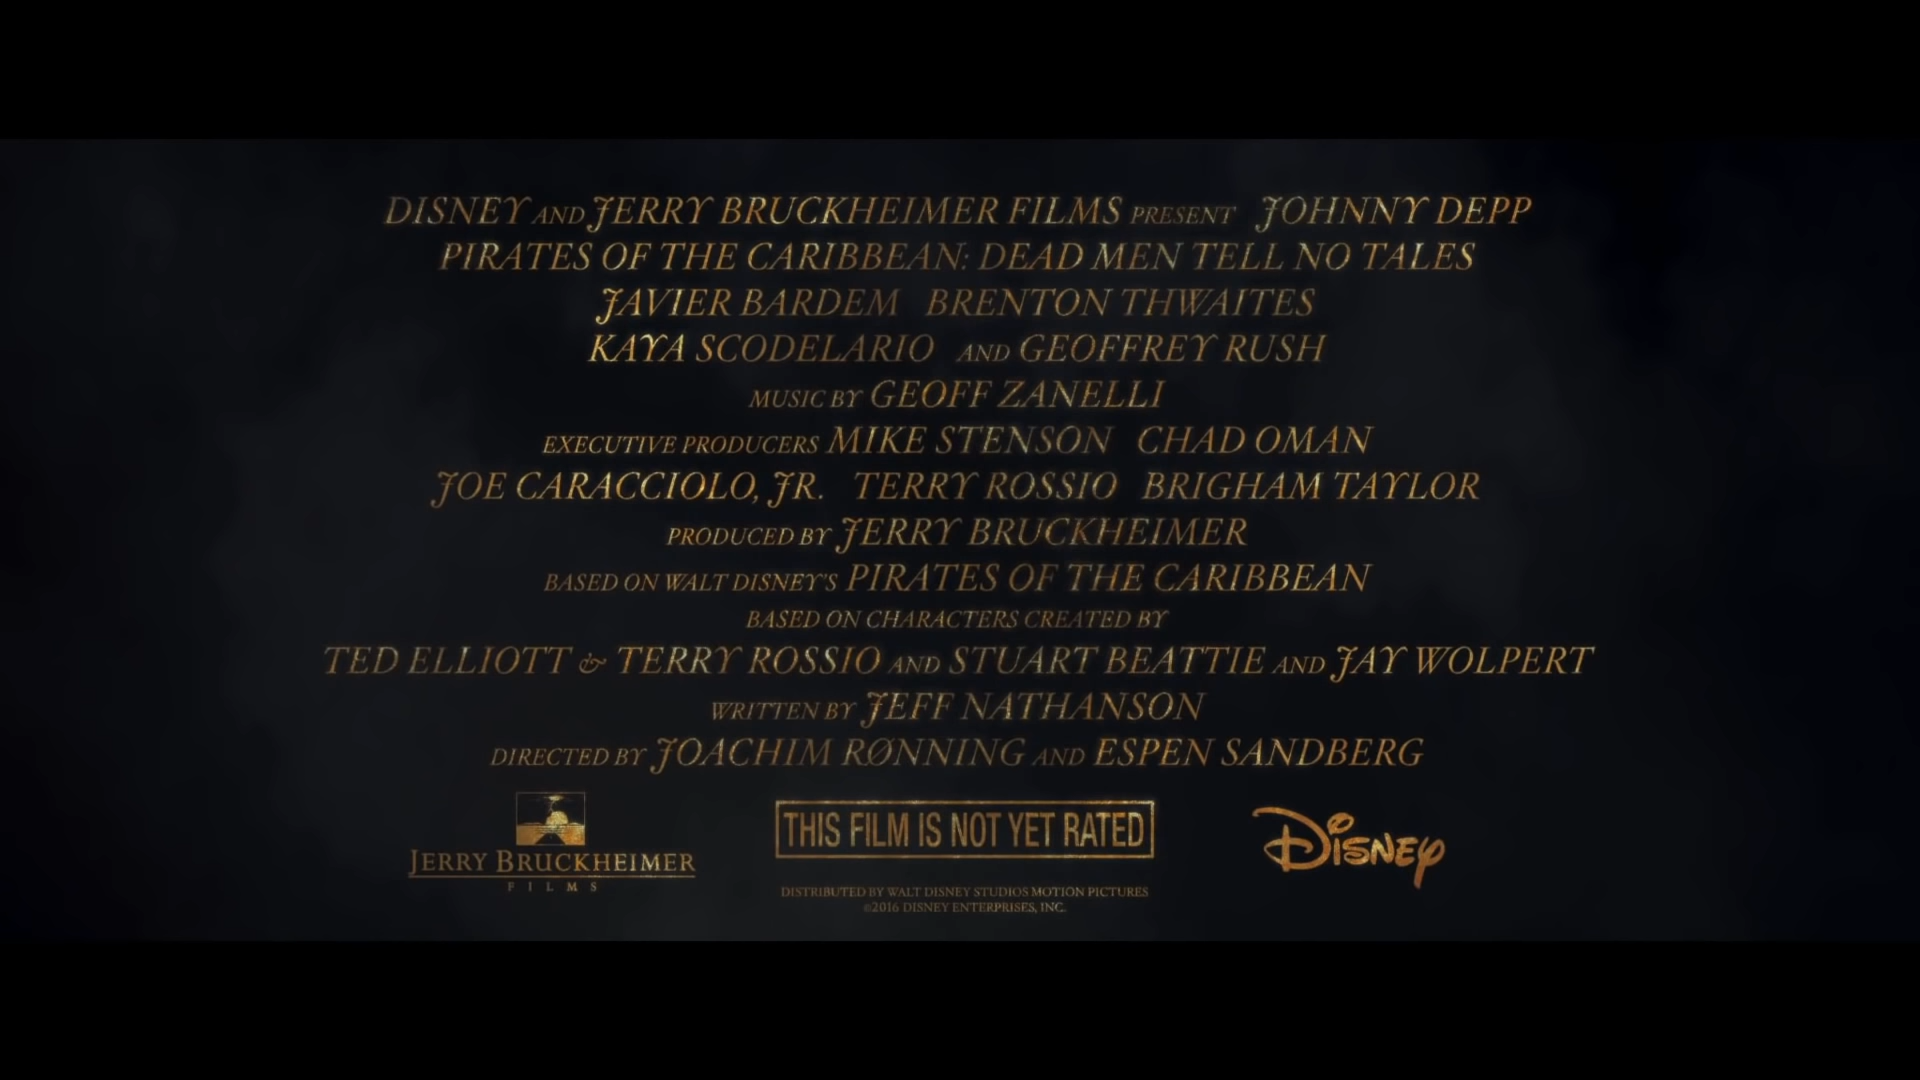 DISNEY AND JERRY BRUCKHEIMER FILMS PRESENT JOHNNY DEPP
PIRATES OF THE CARIBBEAN: DEAD MEN TELL NO TALES
JAVIER BARDEM BRENTON THWAITES
KAYA SCODELARIO AND GEOFFREY RUSH
MUSIC BY GEOFF ZANELLI
EXECUTIVE PRODUCERS MIKE STENSON CHAD OMAN
JOE CARACCIOLO, JR. TERRY ROSSIO BRIGHAM TAYLOR
PRODUCED BY JERRY BRUCKHEIMER
BASED ON WALT DISNEY'S PIRATES OF THE CARIBBEAN
BASED ON CHARACTERS CREATED BY
TED ELLIOTT & TERRY ROSSIO AND STUART BEATTIE AND JAY WOLPERT
WRITTEN BY JEFF NATHANSON
DIRECTED BY JOACHIM RØNNING AND ESPEN SANDBERG
JERRY BRUCKHEIMER
FILMS
THIS FILM IS NOT YET RATED
DISTRIBUTED BY WALT DISNEY STUDIOS MOTION PICTURES
©2016 DISNEY ENTERPRISES, INC.
DISNEY